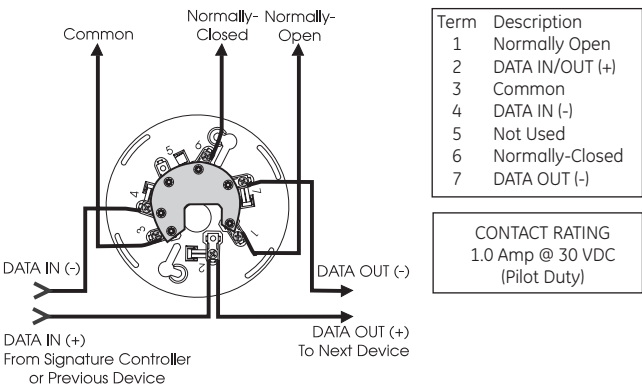 Common
Normally-
Closed
Normally-
Open
5
6
4
7
3
1
2
DATA IN (-)
DATA OUT (-)
DATA IN (+)
From Signature Controller
or Previous Device
DATA OUT (+)
To Next Device
Term Description
1 Normally Open
2 DATA IN/OUT (+)
3 Common
4 DATA IN (-)
5 Not Used
6 Normally-Closed
7 DATA OUT (-)
CONTACT RATING
1.0 Amp @ 30 VDC
(Pilot Duty)